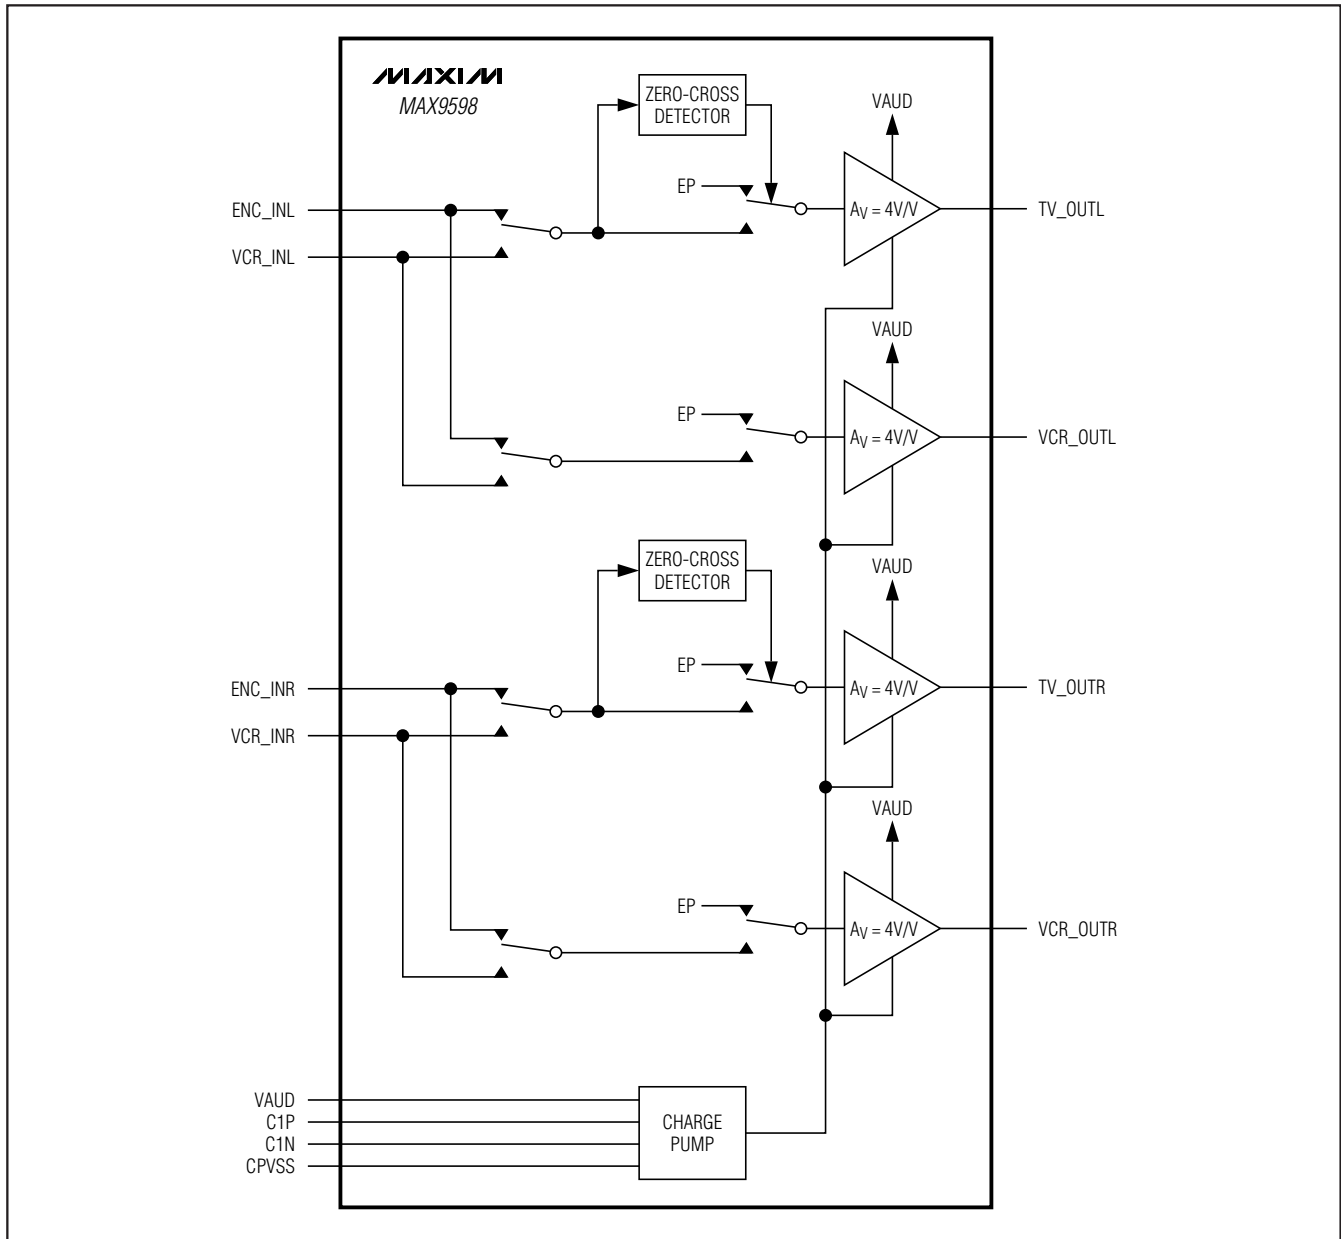 MAXIM
MAX9598
ZERO-CROSS
DETECTOR
VAUD
EP
ENC_INL
AV = 4V/V
TV_OUTL
VCR_INL
VAUD
EP
AV = 4V/V
VCR_OUTL
ZERO-CROSS
DETECTOR
VAUD
EP
ENC_INR
AV = 4V/V
TV_OUTR
VCR_INR
VAUD
EP
AV = 4V/V
VCR_OUTR
VAUD
C1P
C1N
CPVSS
CHARGE
PUMP